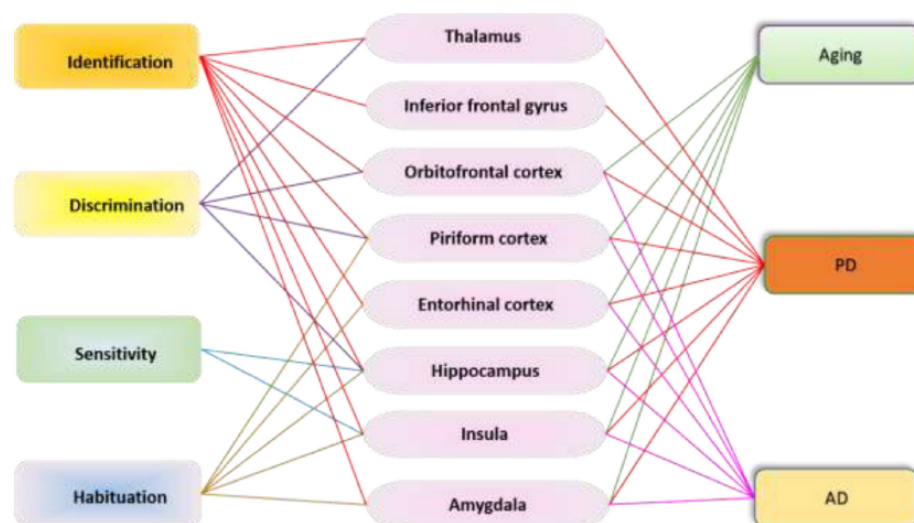 Identification
Discrimination
Sensitivity
Habituation
Thalamus
Inferior frontal gyrus
Orbitofrontal cortex
Piriform cortex
Entorhinal cortex
Hippocampus
Insula
Amygdala
Aging
PD
AD